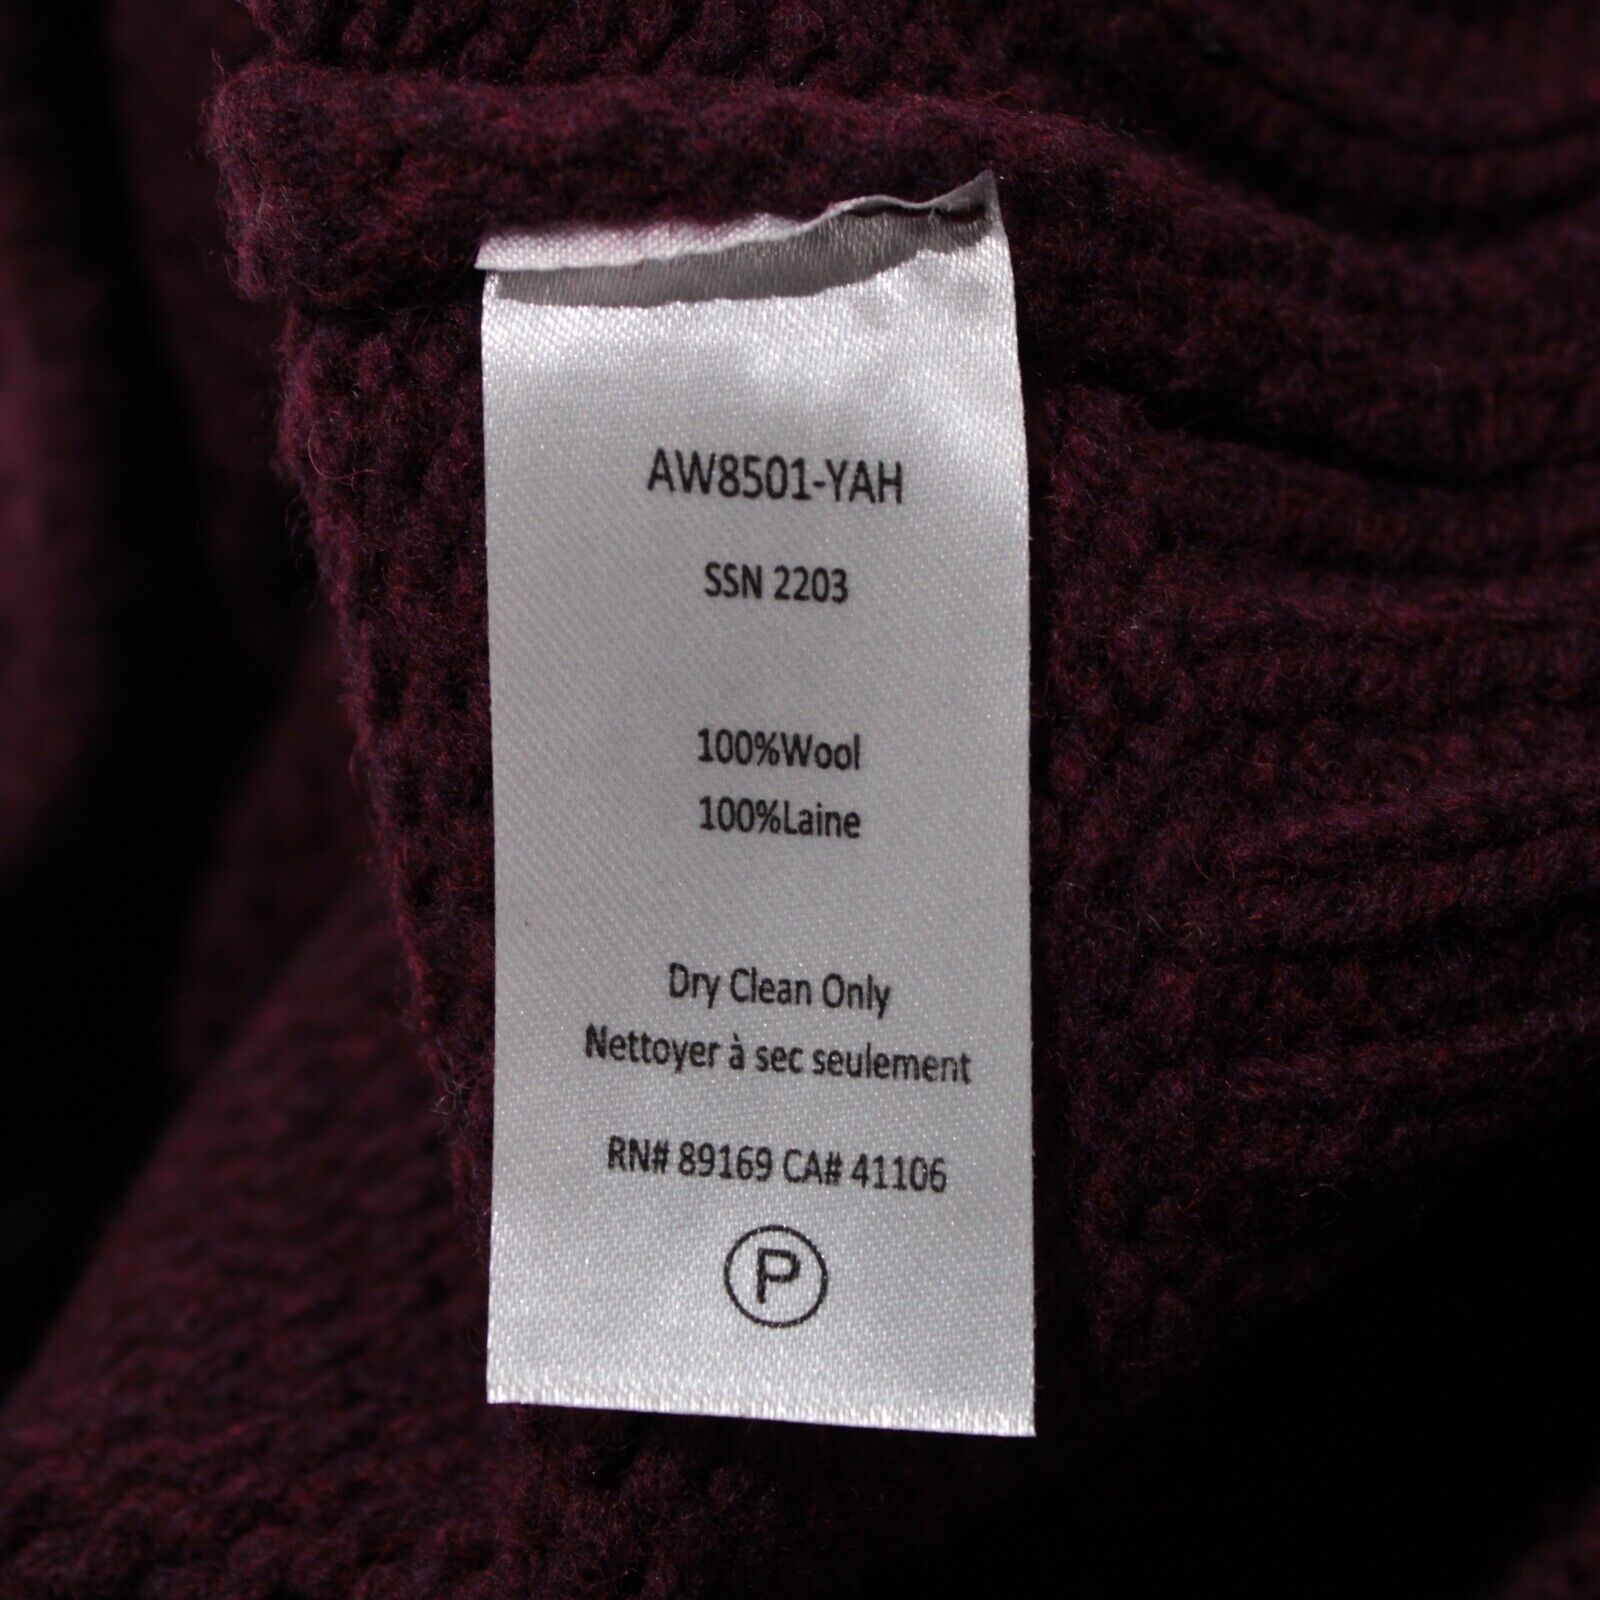 AW8501-YAH
SSN 2203
100%Wool
100%Laine
Dry Clean Only
Nettoyer à sec seulement
RN# 89169 CA# 41106
P